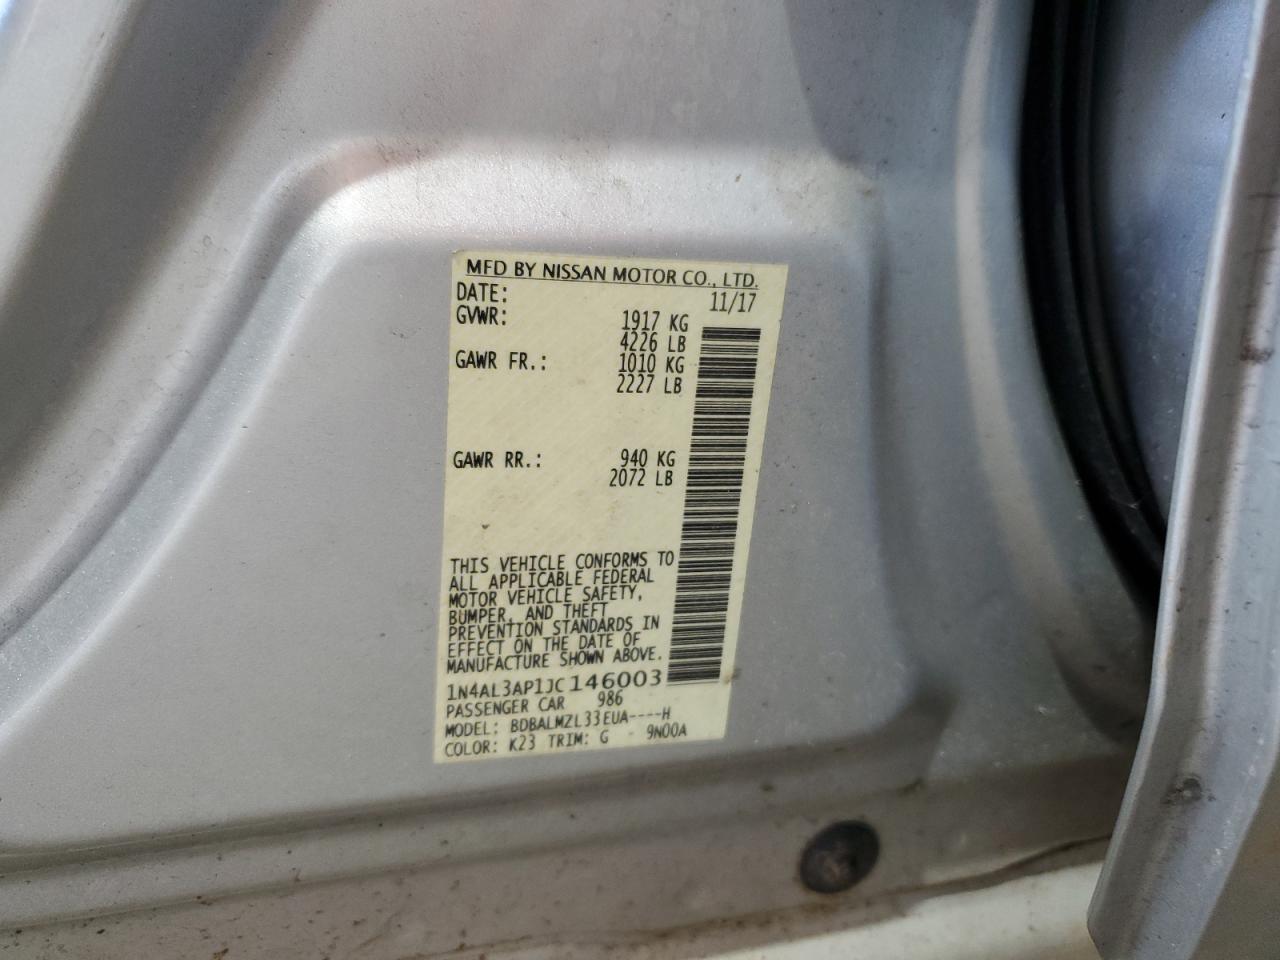 MFD BY NISSAN MOTOR CO., LTD.
DATE: 11/17
GVWR: 1917 KG
4226 LB
GAWR FR.: 1010 KG
2227 LB
GAWR RR.: 940 KG
2072 LB
THIS VEHICLE CONFORMS TO
ALL APPLICABLE FEDERAL
MOTOR VEHICLE SAFETY,
BUMPER, AND THEFT
PREVENTION STANDARDS IN
EFFECT ON THE DATE OF
MANUFACTURE SHOWN ABOVE.
1N4AL3AP1JC146003
PASSENGER CAR 986
MODEL: BDBALMZL33EUA----H
COLOR: K23 TRIM: G 9N00A